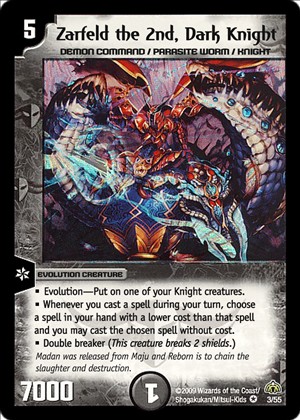 5
Zarfeld the 2nd, Dark Knight
DEMON COMMAND / PARASITE WORM / KNIGHT
EVOLUTION CREATURE
▪ Evolution—Put on one of your Knight creatures.
▪ Whenever you cast a spell during your turn, choose
a spell in your hand with a lower cost than that spell
and you may cast the chosen spell without cost.
▪ Double breaker (This creature breaks 2 shields.)
Madan was released from Maju and Reborn is to chain the
slaughter and destruction.
7000
1
©2009 Wizards of the Coast/
Shogakukan/Mitsui-Kids
3/55